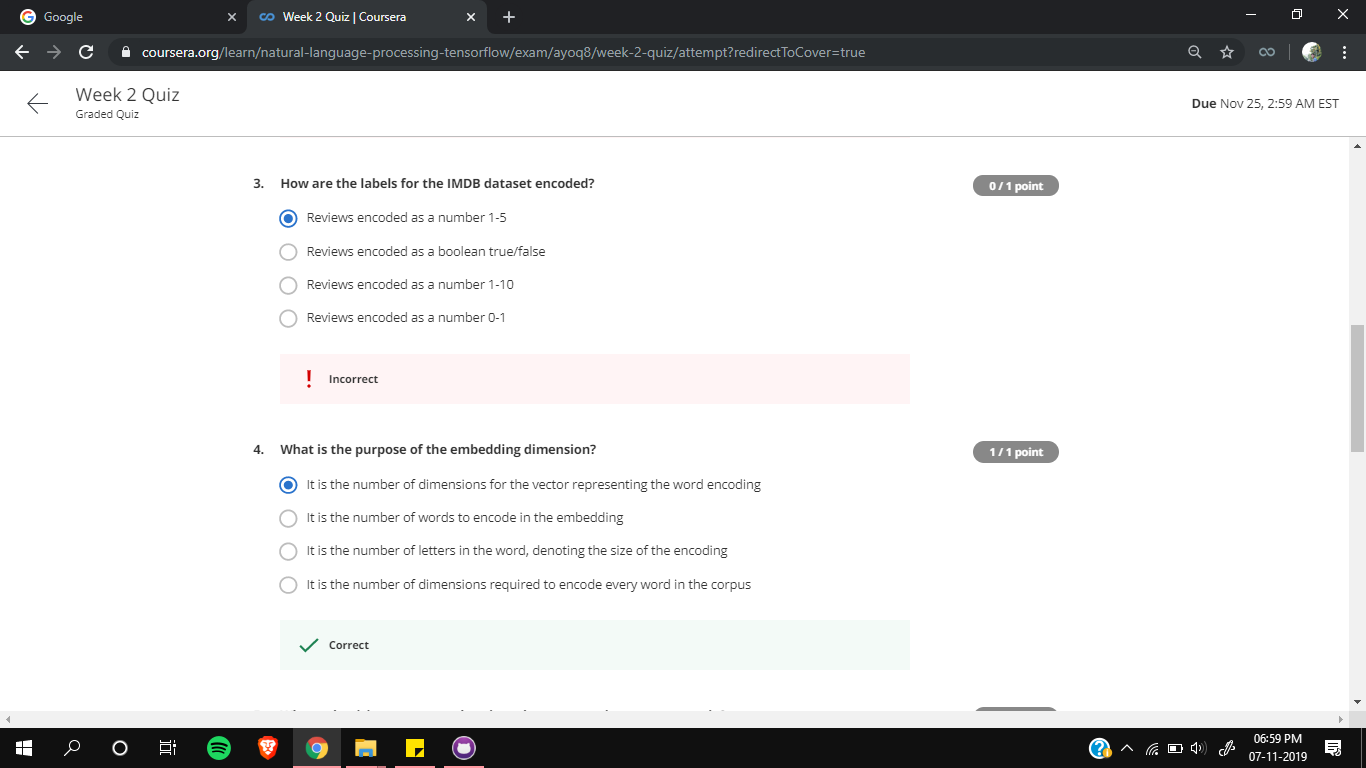 Google
Week 2 Quiz | Coursera
coursera.org/learn/natural-language-processing-tensorflow/exam/ayoq8/week-2-quiz/attempt?redirectToCover=true
Week 2 Quiz
Graded Quiz
Due Nov 25, 2:59 AM EST
3. How are the labels for the IMDB dataset encoded?
0 / 1 point
Reviews encoded as a number 1-5
Reviews encoded as a boolean true/false
Reviews encoded as a number 1-10
Reviews encoded as a number 0-1
! Incorrect
4. What is the purpose of the embedding dimension?
1 / 1 point
It is the number of dimensions for the vector representing the word encoding
It is the number of words to encode in the embedding
It is the number of letters in the word, denoting the size of the encoding
It is the number of dimensions required to encode every word in the corpus
Correct
06:59 PM
07-11-2019